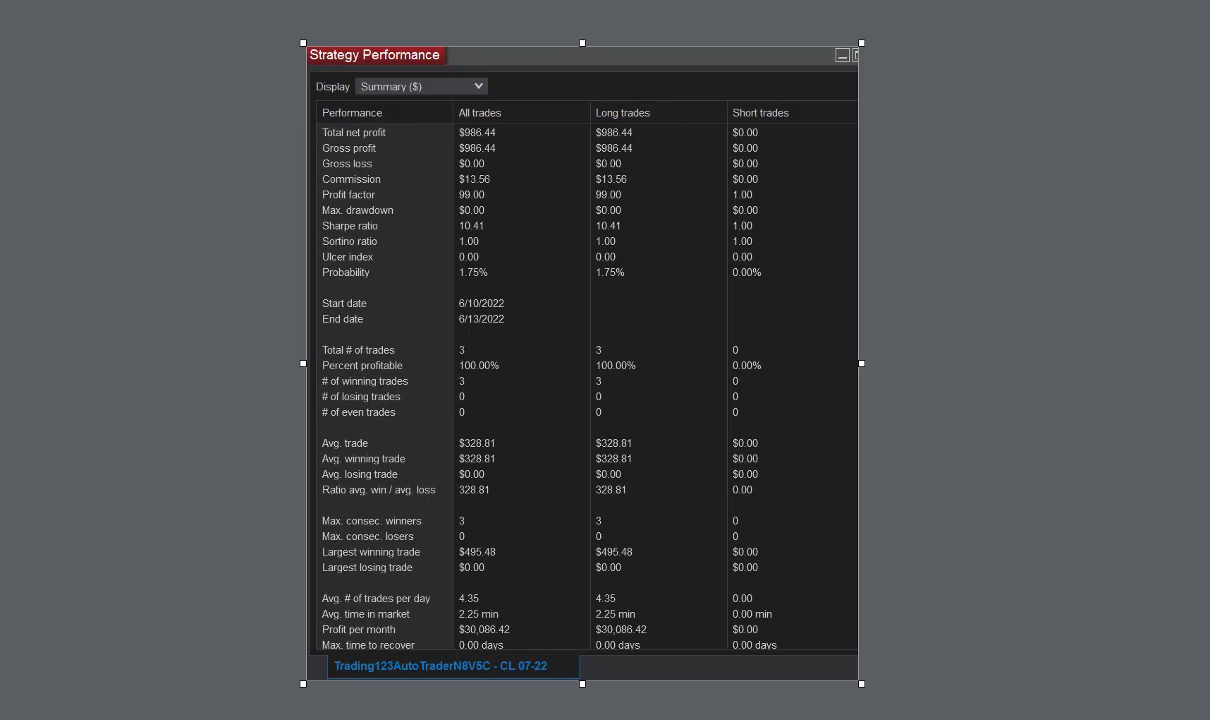 Strategy Performance
Display Summary ($)
Performance All trades Long trades Short trades
Total net profit $986.44 $986.44 $0.00
Gross profit $986.44 $986.44 $0.00
Gross loss $0.00 $0.00 $0.00
Commission $13.56 $13.56 $0.00
Profit factor 99.00 99.00 1.00
Max. drawdown $0.00 $0.00 $0.00
Sharpe ratio 10.41 10.41 1.00
Sortino ratio 1.00 1.00 1.00
Ulcer index 0.00 0.00 0.00
Probability 1.75% 1.75% 0.00%
Start date 6/10/2022
End date 6/13/2022
Total # of trades 3 3 0
Percent profitable 100.00% 100.00% 0.00%
# of winning trades 3 3 0
# of losing trades 0 0 0
# of even trades 0 0 0
Avg. trade $328.81 $328.81 $0.00
Avg. winning trade $328.81 $328.81 $0.00
Avg. losing trade $0.00 $0.00 $0.00
Ratio avg. win / avg. loss 328.81 328.81 0.00
Max. consec. winners 3 3 0
Max. consec. losers 0 0 0
Largest winning trade $495.48 $495.48 $0.00
Largest losing trade $0.00 $0.00 $0.00
Avg. # of trades per day 4.35 4.35 0.00
Avg. time in market 2.25 min 2.25 min 0.00 min
Profit per month $30,086.42 $30,086.42 $0.00
Max. time to recover 0.00 days 0.00 days 0.00 days
Trading123AutoTraderN8V5C - CL 07-22